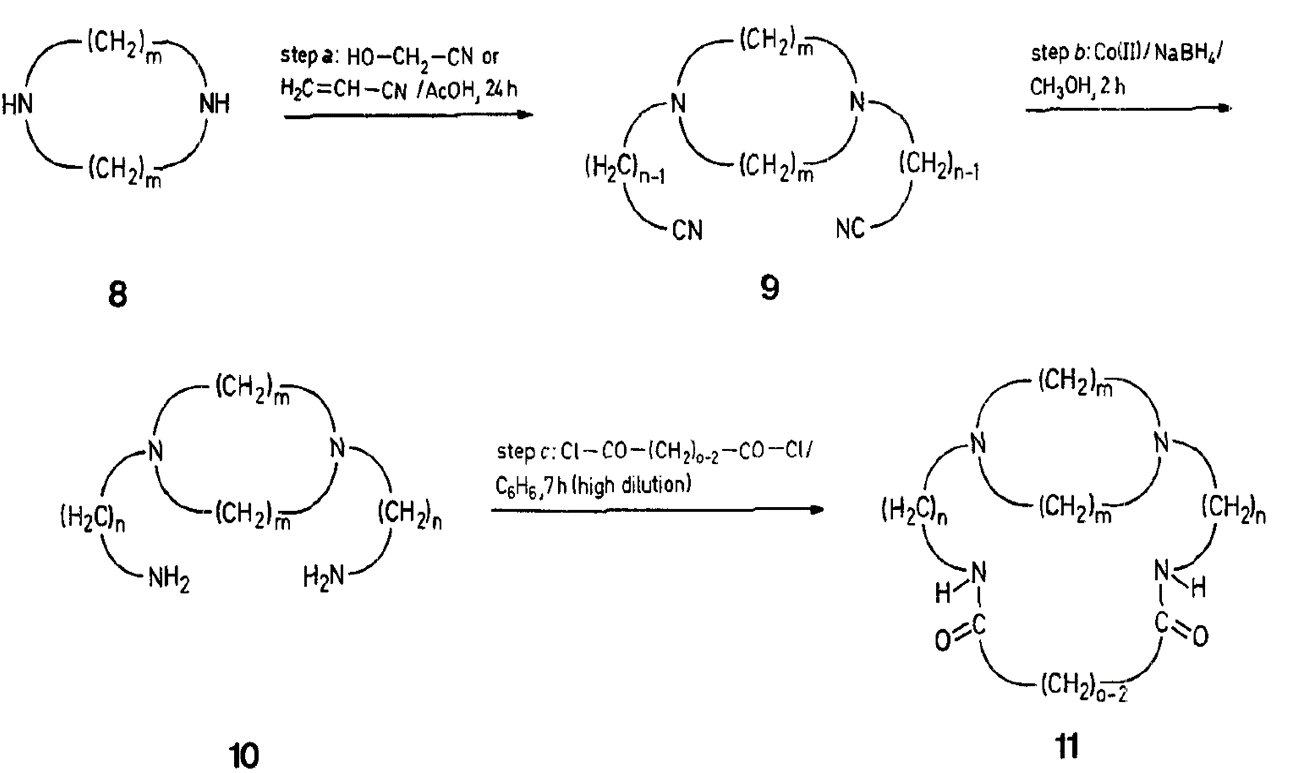 (CH₂)m
HN NH
(CH₂)m
8
step a: HO–CH₂–CN or
H₂C=CH–CN /AcOH, 24 h
(CH₂)m
N N
(CH₂)m
(H₂C)n-1 (CH₂)n-1
CN NC
9
step b: Co(II)/ NaBH₄/
CH₃OH, 2 h
(CH₂)m
N N
(CH₂)m
(H₂C)n (CH₂)n
NH₂ H₂N
10
step c: Cl–CO–(CH₂)o-2–CO–Cl/
C₆H₆, 7 h (high dilution)
(CH₂)m
N N
(CH₂)m
(H₂C)n (CH₂)n
N N
H H
C C
O O
(CH₂)o-2
11